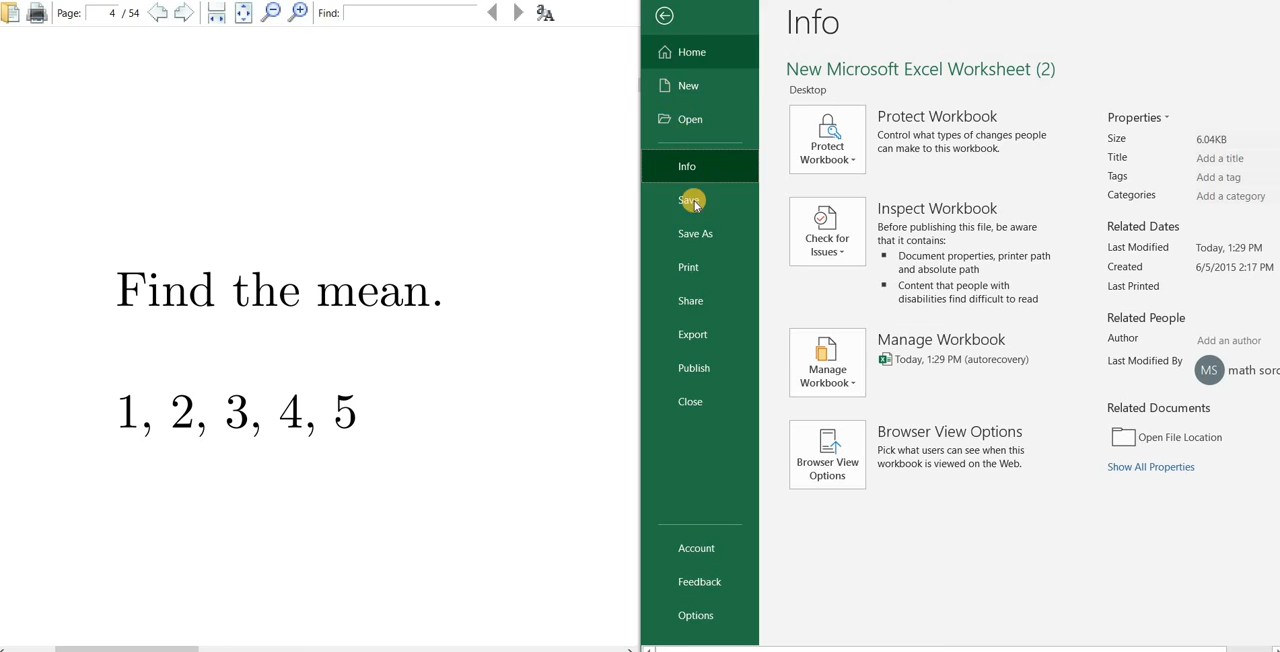 Page: 4 / 54 Find:
Find the mean.
1, 2, 3, 4, 5
Home
New
Open
Info
Save
Save As
Print
Share
Export
Publish
Close
Account
Feedback
Options
Info
New Microsoft Excel Worksheet (2)
Desktop
Protect Workbook
Protect Workbook
Control what types of changes people
can make to this workbook.
Check for
Issues
Inspect Workbook
Before publishing this file, be aware
that it contains:
Document properties, printer path
and absolute path
Content that people with
disabilities find difficult to read
Manage
Workbook
Manage Workbook
Today, 1:29 PM (autorecovery)
Browser View
Options
Browser View Options
Pick what users can see when this
workbook is viewed on the Web.
Properties
Size 6.04KB
Title Add a title
Tags Add a tag
Categories Add a category
Related Dates
Last Modified Today, 1:29 PM
Created 6/5/2015 2:17 PM
Last Printed
Related People
Author Add an author
Last Modified By MS math sorc
Related Documents
Open File Location
Show All Properties